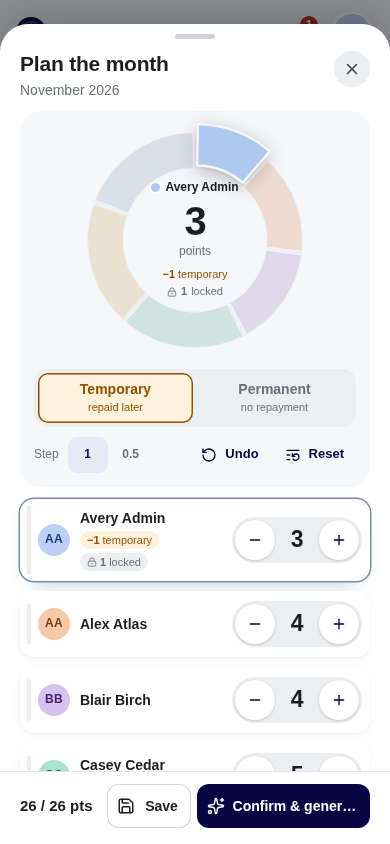 1
Plan the month
November 2026
Avery Admin
3
points
−1 temporary
1 locked
Temporary
repaid later
Permanent
no repayment
Step
1
0.5
Undo
Reset
AA
Avery Admin
−1 temporary
1 locked
3
AA
Alex Atlas
4
BB
Blair Birch
4
Casey Cedar
26 / 26 pts
Save
Confirm & gener…